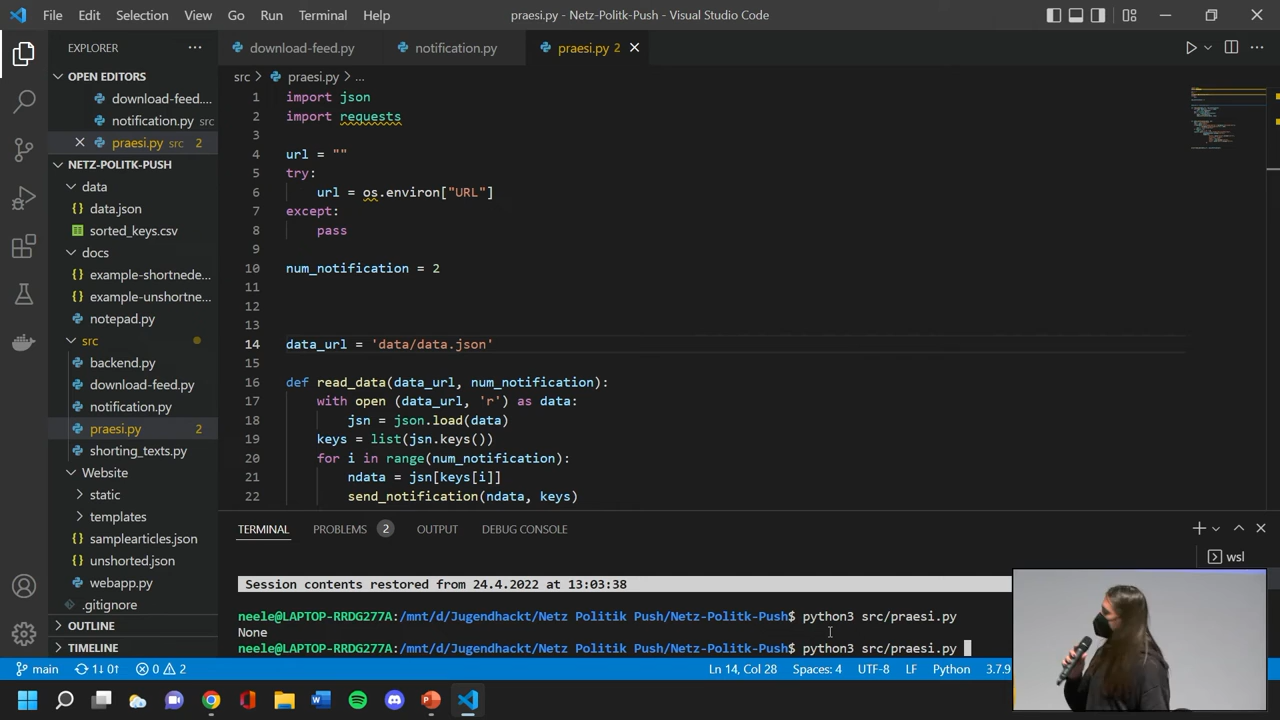 File Edit Selection View Go Run Terminal Help
praesi.py - Netz-Politk-Push - Visual Studio Code
EXPLORER
OPEN EDITORS
download-feed....
notification.py src
praesi.py src 2
NETZ-POLITK-PUSH
data
data.json
sorted_keys.csv
docs
example-shortnede...
example-unshortne...
notepad.py
src
backend.py
download-feed.py
notification.py
praesi.py 2
shorting_texts.py
Website
static
templates
samplearticles.json
unshorted.json
webapp.py
.gitignore
OUTLINE
TIMELINE
download-feed.py notification.py praesi.py 2
src > praesi.py > ...
1 import json
2 import requests
3
4 url = ""
5 try:
6 url = os.environ["URL"]
7 except:
8 pass
9
10 num_notification = 2
11
12
13
14 data_url = 'data/data.json'
15
16 def read_data(data_url, num_notification):
17 with open (data_url, 'r') as data:
18 jsn = json.load(data)
19 keys = list(jsn.keys())
20 for i in range(num_notification):
21 ndata = jsn[keys[i]]
22 send_notification(ndata, keys)
TERMINAL PROBLEMS 2 OUTPUT DEBUG CONSOLE
wsl
Session contents restored from 24.4.2022 at 13:03:38
neele@LAPTOP-RRDG277A:/mnt/d/Jugendhackt/Netz Politik Push/Netz-Politk-Push$ python3 src/praesi.py
None
neele@LAPTOP-RRDG277A:/mnt/d/Jugendhackt/Netz Politik Push/Netz-Politk-Push$ python3 src/praesi.py
main 1↓0↑ 0 2 Ln 14, Col 28 Spaces: 4 UTF-8 LF Python 3.7.9